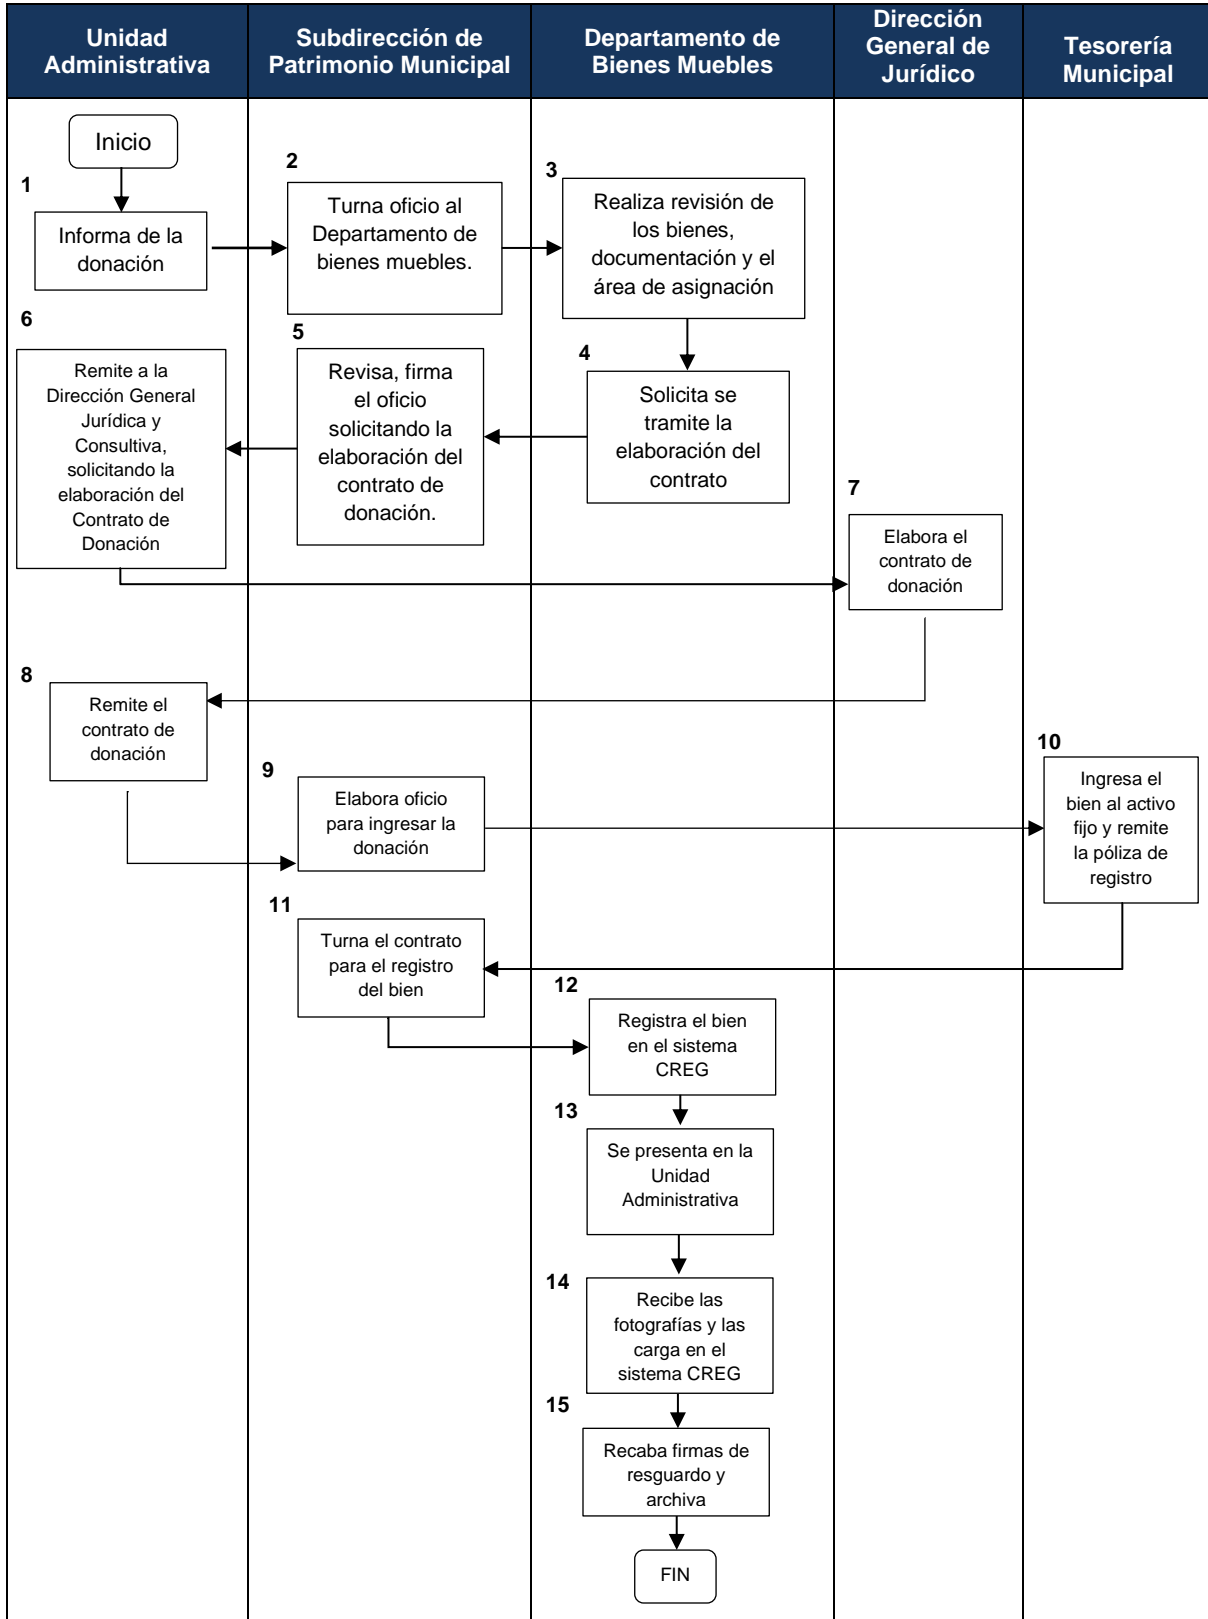 Unidad
Administrativa
Subdirección de
Patrimonio Municipal
Departamento de
Bienes Muebles
Dirección
General de
Jurídico
Tesorería
Municipal
Inicio
1
Informa de la
donación
2
Turna oficio al
Departamento de
bienes muebles.
3
Realiza revisión de
los bienes,
documentación y el
área de asignación
4
Solicita se
tramite la
elaboración del
contrato
5
Revisa, firma
el oficio
solicitando la
elaboración del
contrato de
donación.
6
Remite a la
Dirección General
Jurídica y
Consultiva,
solicitando la
elaboración del
Contrato de
Donación
7
Elabora el
contrato de
donación
8
Remite el
contrato de
donación
9
Elabora oficio
para ingresar la
donación
10
Ingresa el
bien al activo
fijo y remite
la póliza de
registro
11
Turna el contrato
para el registro
del bien
12
Registra el bien
en el sistema
CREG
13
Se presenta en la
Unidad
Administrativa
14
Recibe las
fotografías y las
carga en el
sistema CREG
15
Recaba firmas de
resguardo y
archiva
FIN